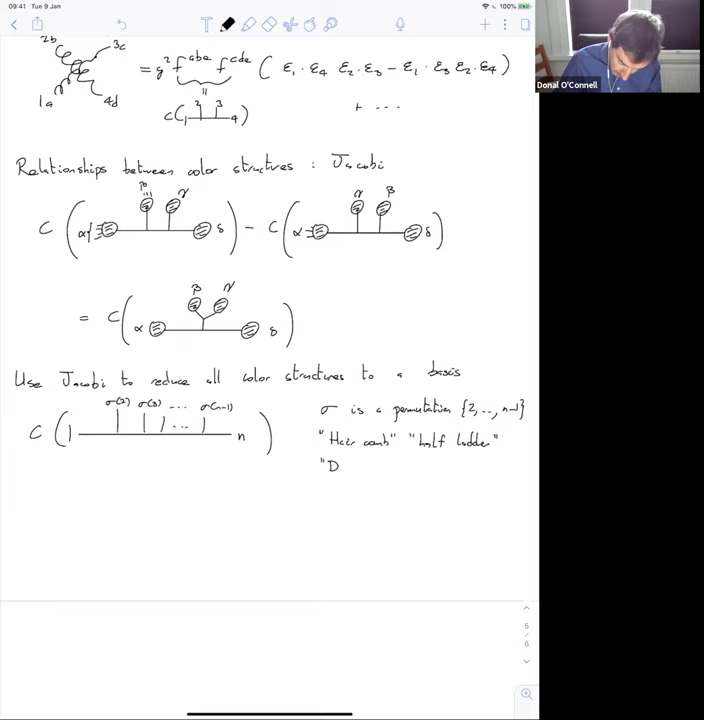 09:41 Tue 9 Jan
100%
2b 3c
1a 4d
= g² f^{abe} f^{cde} ( ε₁·ε₄ ε₂·ε₃ − ε₁·ε₃ ε₂·ε₄ )
c(1 2 3 4) + ...
Relationships between color structures : Jacobi
C ( α β γ δ ) − C ( α γ β δ )
= C ( α β γ δ )
Use Jacobi to reduce all color structures to a basis
C ( 1 σ(2) σ(3) ... σ(n-1) n )
σ is a permutation {2, .., n-1}
"Hair comb" "half ladder"
"D
Donal O'Connell
5 / 6